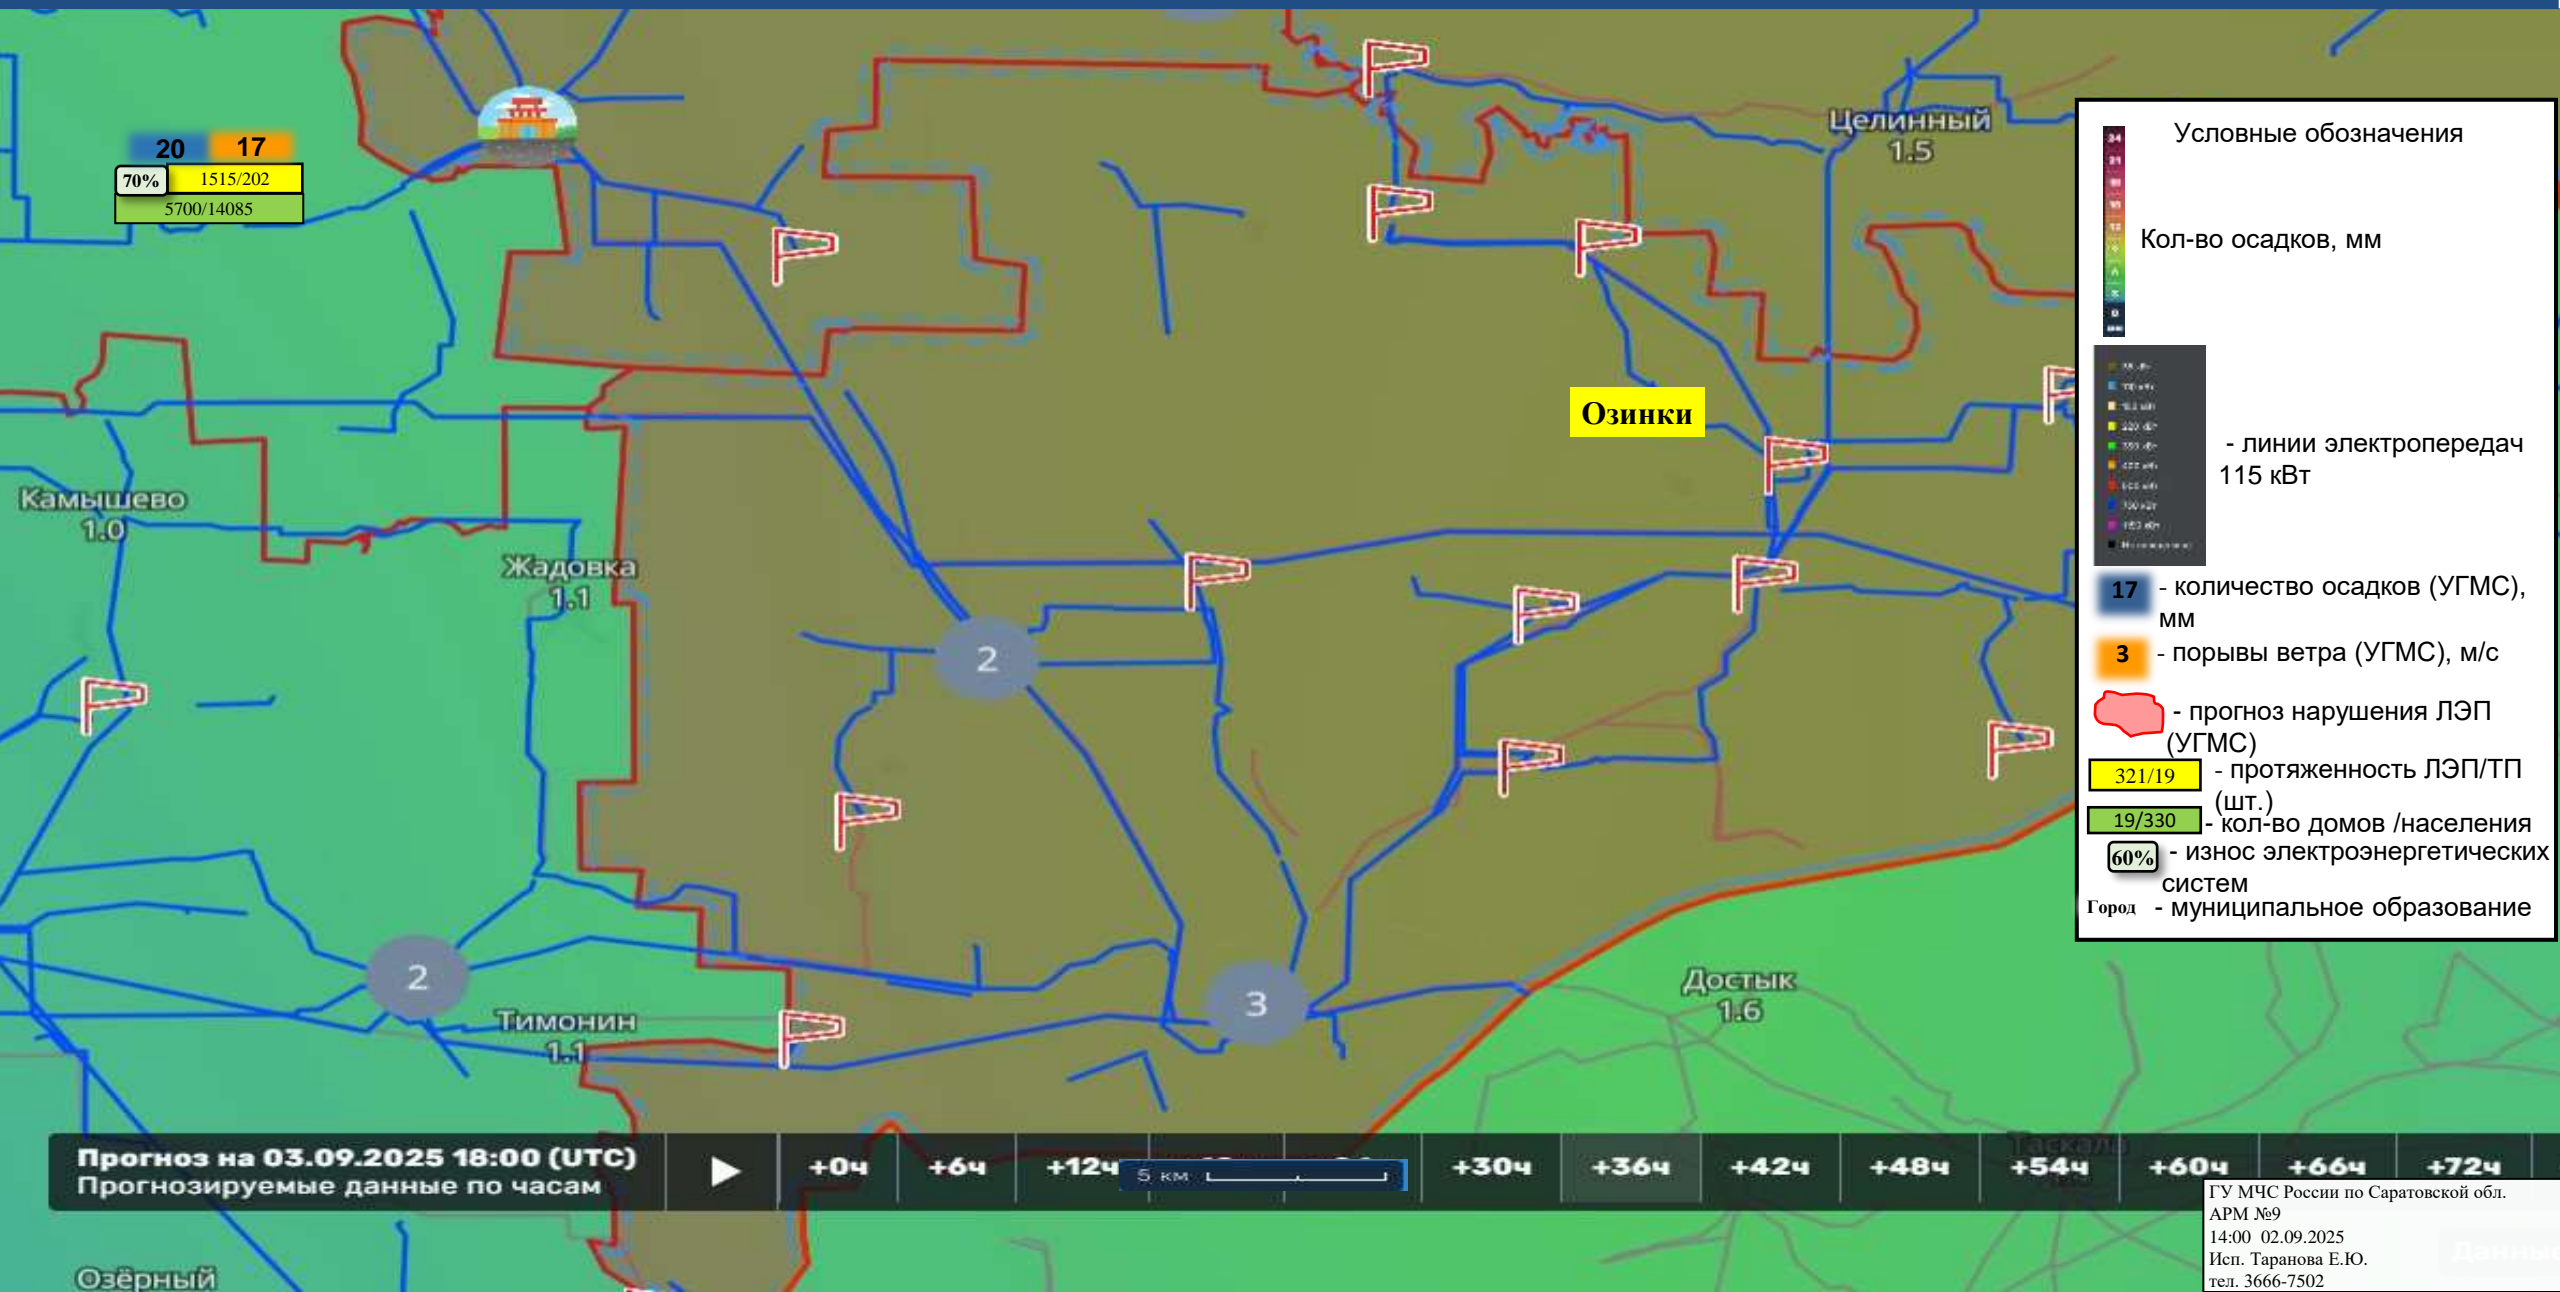 Целинный
1.5
20 17
70% 1515/202
5700/14085
Озинки
Камышево
1.0
Жадовка
1.1
2
2
3
Тимонин
1.1
Достык
1.6
Озёрный
Условные обозначения
Кол-во осадков, мм
- линии электропередач
115 кВт
17 - количество осадков (УГМС),
мм
3 - порывы ветра (УГМС), м/с
- прогноз нарушения ЛЭП
(УГМС)
321/19 - протяженность ЛЭП/ТП
(шт.)
19/330 - кол-во домов /населения
60% - износ электроэнергетических
систем
Город - муниципальное образование
Прогноз на 03.09.2025 18:00 (UTC)
Прогнозируемые данные по часам
+0ч +6ч +12ч +30ч +36ч +42ч +48ч +54ч +60ч +66ч +72ч
5 км
ГУ МЧС России по Саратовской обл.
АРМ №9
14:00 02.09.2025
Исп. Таранова Е.Ю.
тел. 3666-7502